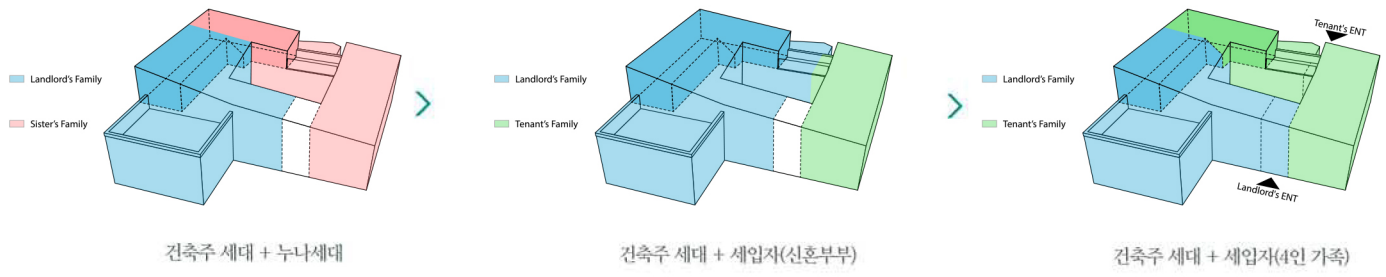 Landlord's Family
Sister's Family
건축주 세대 + 누나세대
Landlord's Family
Tenant's Family
건축주 세대 + 세입자(신혼부부)
Tenant's ENT
Landlord's Family
Tenant's Family
Landlord's ENT
건축주 세대 + 세입자(4인 가족)